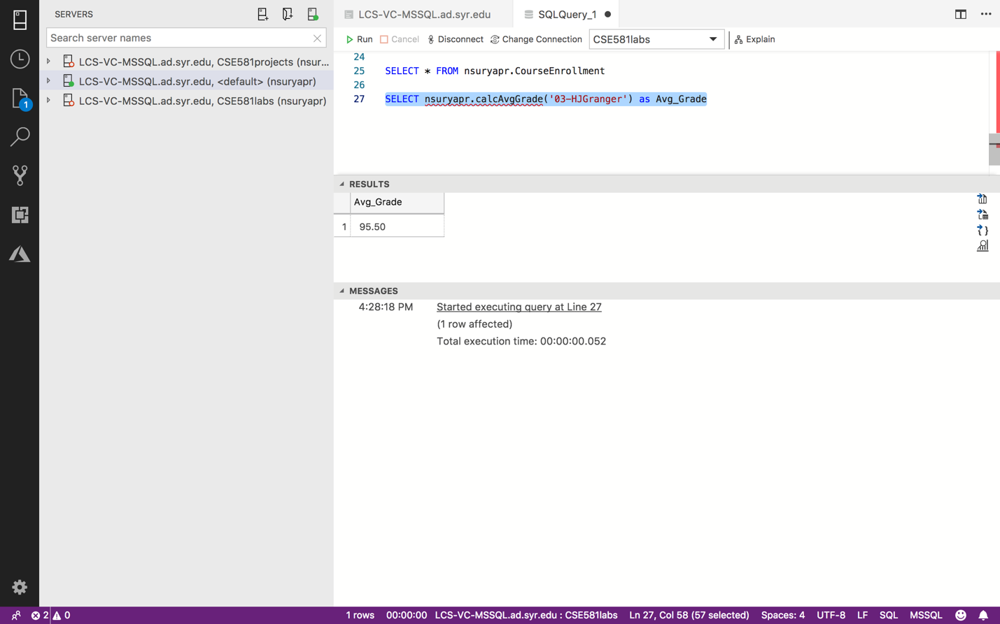 SERVERS
Search server names
LCS-VC-MSSQL.ad.syr.edu, CSE581projects (nsur...
LCS-VC-MSSQL.ad.syr.edu, <default> (nsuryapr)
LCS-VC-MSSQL.ad.syr.edu, CSE581labs (nsuryapr)
1
LCS-VC-MSSQL.ad.syr.edu
SQLQuery_1
Run
Cancel
Disconnect
Change Connection
CSE581labs
Explain
24
25 SELECT * FROM nsuryapr.CourseEnrollment
26
27 SELECT nsuryapr.calcAvgGrade('03-HJGranger') as Avg_Grade
RESULTS
Avg_Grade
1 95.50
MESSAGES
4:28:18 PM Started executing query at Line 27
(1 row affected)
Total execution time: 00:00:00.052
2 0 1 rows 00:00:00 LCS-VC-MSSQL.ad.syr.edu : CSE581labs Ln 27, Col 58 (57 selected) Spaces: 4 UTF-8 LF SQL MSSQL